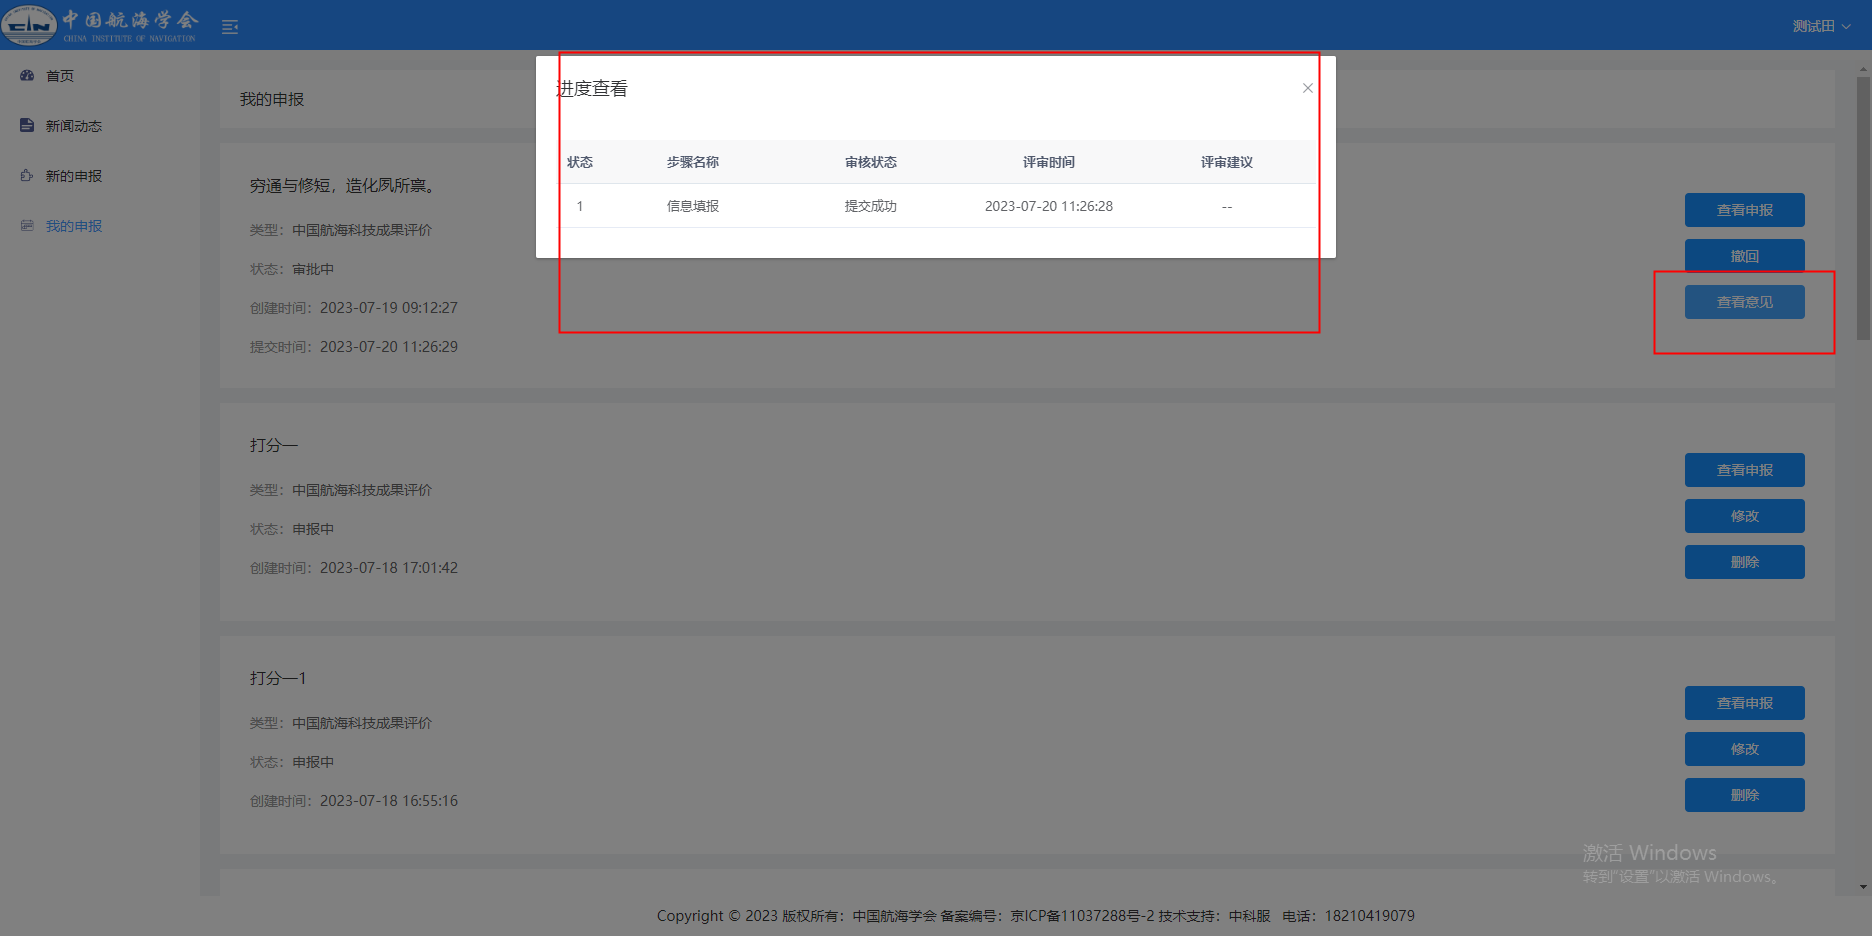 中国航海学会
CHINA INSTITUTE OF NAVIGATION
测试田
首页
新闻动态
新的申报
我的申报
我的申报
进度查看
状态 步骤名称 审核状态 评审时间 评审建议
1 信息填报 提交成功 2023-07-20 11:26:28 --
穷通与修短，造化夙所禀。
类型：中国航海科技成果评价
状态：审批中
创建时间：2023-07-19 09:12:27
提交时间：2023-07-20 11:26:29
查看申报
撤回
查看意见
打分一
类型：中国航海科技成果评价
状态：申报中
创建时间：2023-07-18 17:01:42
查看申报
修改
删除
打分一1
类型：中国航海科技成果评价
状态：申报中
创建时间：2023-07-18 16:55:16
查看申报
修改
删除
激活 Windows
转到"设置"以激活 Windows。
Copyright © 2023 版权所有：中国航海学会 备案编号：京ICP备11037288号-2 技术支持：中科服 电话：18210419079